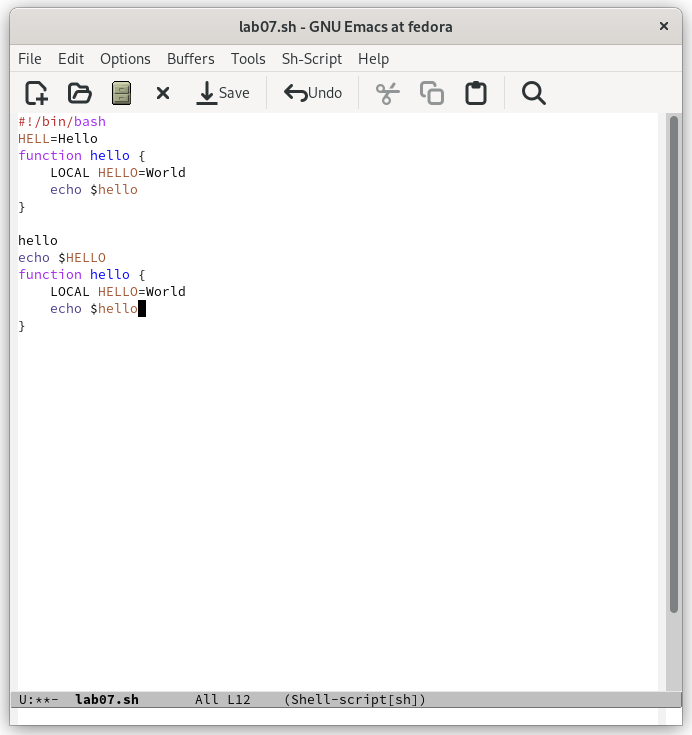 lab07.sh - GNU Emacs at fedora ×
File Edit Options Buffers Tools Sh-Script Help
Save Undo
#!/bin/bash
HELL=Hello
function hello {
    LOCAL HELLO=World
    echo $hello
}

hello
echo $HELLO
function hello {
    LOCAL HELLO=World
    echo $hello
}
U:**-  lab07.sh       All L12    (Shell-script[sh])